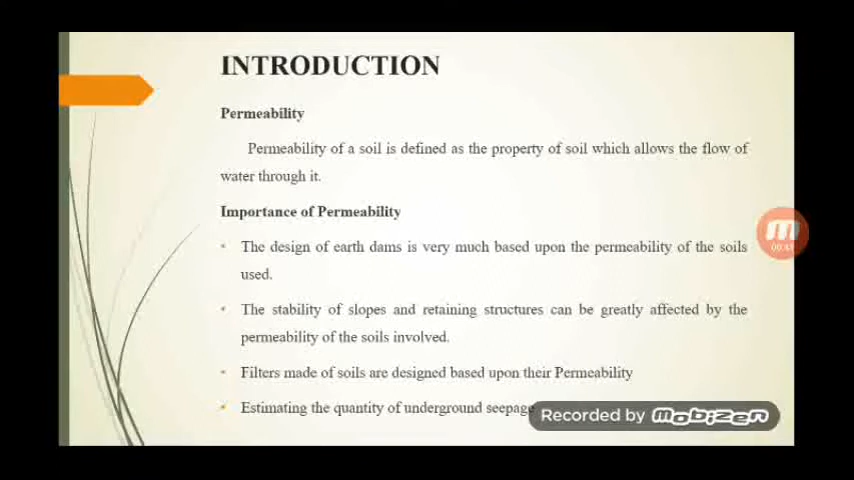 INTRODUCTION
Permeability
Permeability of a soil is defined as the property of soil which allows the flow of
water through it.
Importance of Permeability
The design of earth dams is very much based upon the permeability of the soils
used.
The stability of slopes and retaining structures can be greatly affected by the
permeability of the soils involved.
Filters made of soils are designed based upon their Permeability
Estimating the quantity of underground seepage
Recorded by mobizen